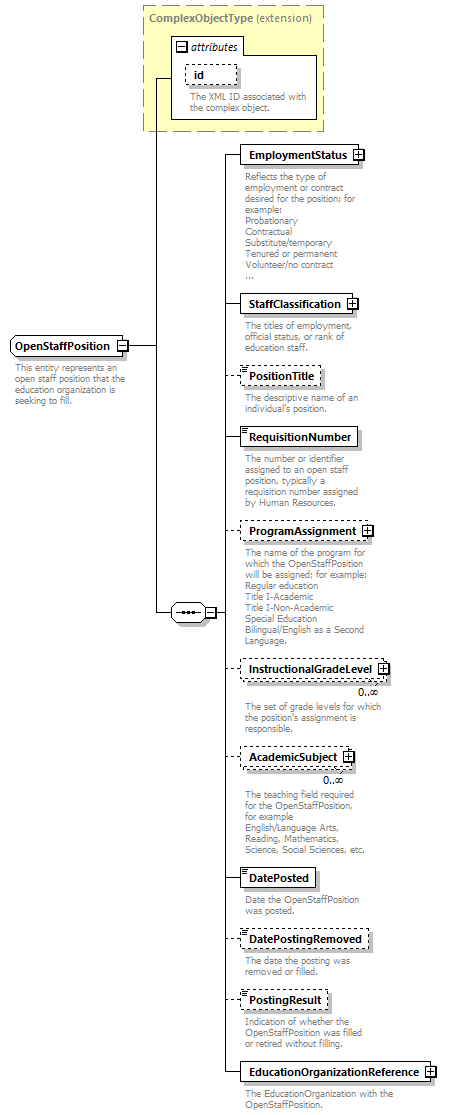 ComplexObjectType (extension)
attributes
id
The XML ID associated with
the complex object.
EmploymentStatus
Reflects the type of
employment or contract
desired for the position; for
example:
Probationary
Contractual
Substitute/temporary
Tenured or permanent
Volunteer/no contract
...
StaffClassification
The titles of employment,
official status, or rank of
education staff.
OpenStaffPosition
This entity represents an
open staff position that the
education organization is
seeking to fill.
PositionTitle
The descriptive name of an
individual's position.
RequisitionNumber
The number or identifier
assigned to an open staff
position, typically a
requisition number assigned
by Human Resources.
ProgramAssignment
The name of the program for
which the OpenStaffPosition
will be assigned; for example:
Regular education
Title I-Academic
Title I-Non-Academic
Special Education
Bilingual/English as a Second
Language.
InstructionalGradeLevel
0..∞
The set of grade levels for which
the position's assignment is
responsible.
AcademicSubject
0..∞
The teaching field required
for the OpenStaffPosition,
for example
English/Language Arts,
Reading, Mathematics,
Science, Social Sciences, etc.
DatePosted
Date the OpenStaffPosition
was posted.
DatePostingRemoved
The date the posting was
removed or filled.
PostingResult
Indication of whether the
OpenStaffPosition was filled
or retired without filling.
EducationOrganizationReference
The EducationOrganization with the
OpenStaffPosition.